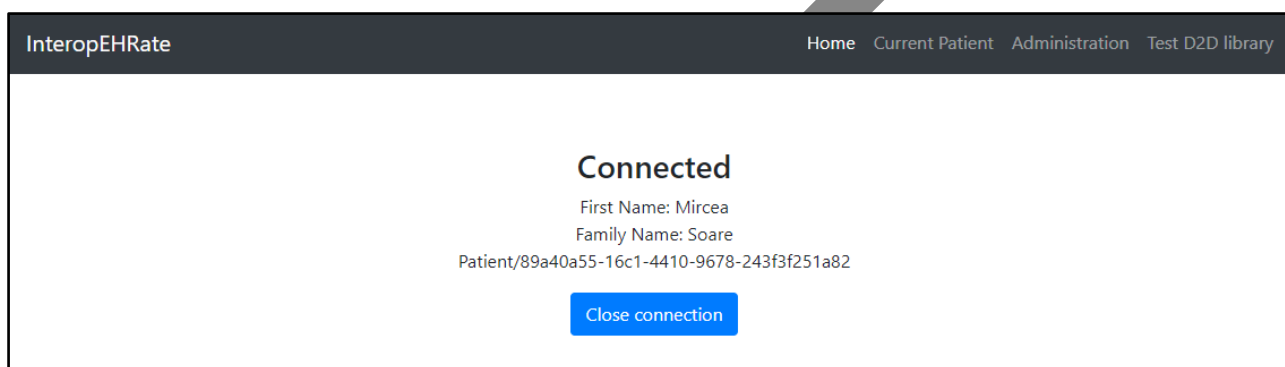 InteropEHRate Home Current Patient Administration Test D2D library
Connected
First Name: Mircea
Family Name: Soare
Patient/89a40a55-16c1-4410-9678-243f3f251a82
Close connection